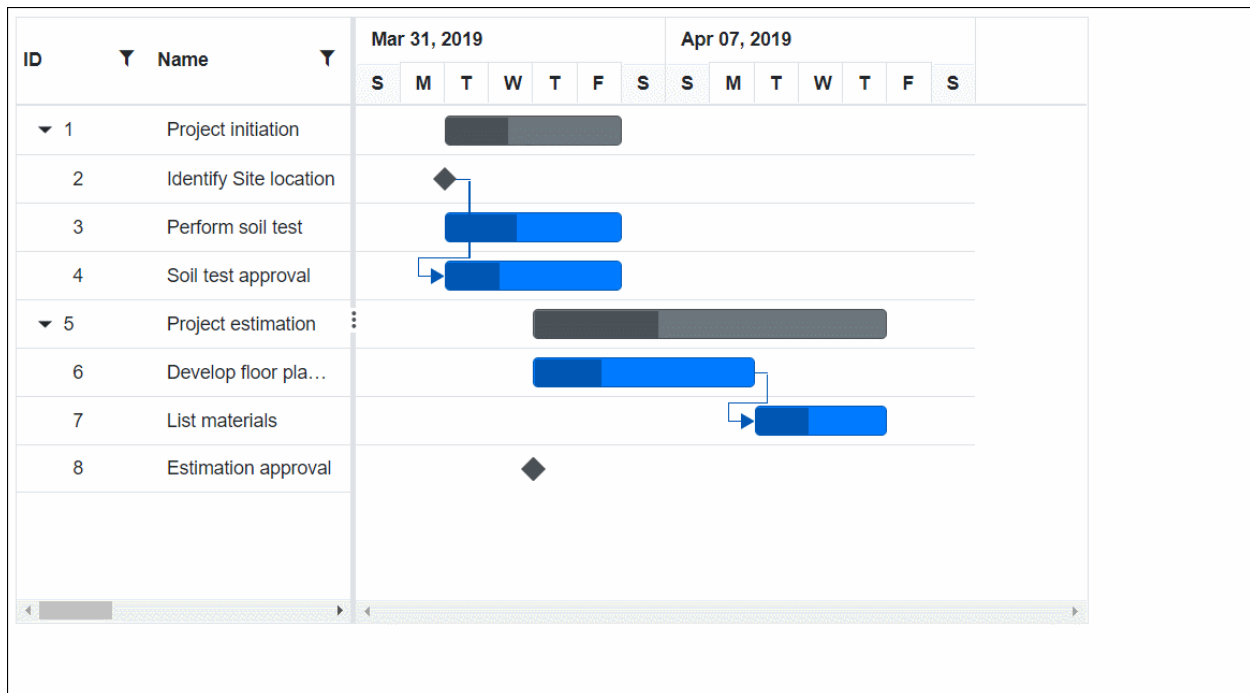 Mar 31, 2019 Apr 07, 2019
ID Name
S M T W T F S S M T W T F S
1 Project initiation
2 Identify Site location
3 Perform soil test
4 Soil test approval
5 Project estimation
6 Develop floor pla...
7 List materials
8 Estimation approval